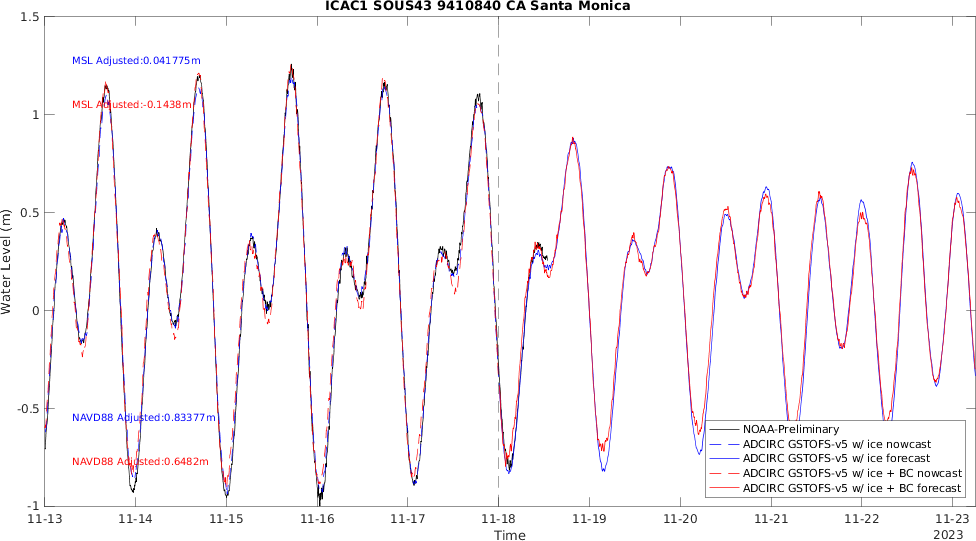 ICAC1 SOUS43 9410840 CA Santa Monica
1.5
MSL Adjusted:0.041775m
MSL Adjusted:-0.1438m
1
0.5
Water Level (m)
0
-0.5
NAVD88 Adjusted:0.83377m
NAVD88 Adjusted:0.6482m
NOAA-Preliminary
ADCIRC GSTOFS-v5 w/ ice nowcast
ADCIRC GSTOFS-v5 w/ ice forecast
ADCIRC GSTOFS-v5 w/ ice + BC nowcast
ADCIRC GSTOFS-v5 w/ ice + BC forecast
-1
11-13 11-14 11-15 11-16 11-17 11-18 11-19 11-20 11-21 11-22 11-23
Time
2023